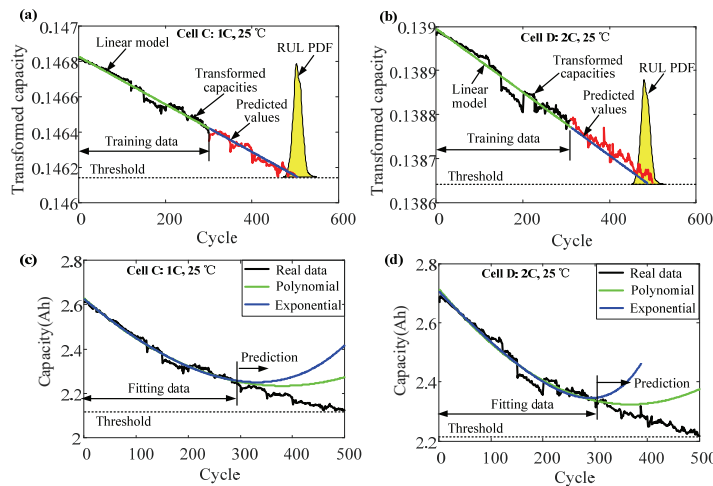 (a)
Cell C: 1C, 25 ℃
RUL PDF
Linear model
Transformed
capacities
Predicted
values
Training data
Threshold
0.147
0.1468
0.1466
0.1464
0.1462
0.146
0
200
400
600
Transformed capacity
Cycle
(b)
Cell D: 2C, 25 ℃
RUL PDF
Transformed
capacities
Linear
model
Predicted
values
Training data
Threshold
0.139
0.1389
0.1388
0.1387
0.1386
0
200
400
600
Transformed capacity
Cycle
(c)
Cell C: 1C, 25 ℃
Real data
Polynomial
Exponential
Prediction
Fitting data
Threshold
2.8
2.6
2.4
2.2
2
0
100
200
300
400
500
Capacity(Ah)
Cycle
(d)
Cell D: 2C, 25 ℃
Real data
Polynomial
Exponential
Prediction
Fitting data
Threshold
2.8
2.6
2.4
2.2
0
100
200
300
400
500
Capacity(Ah)
Cycle